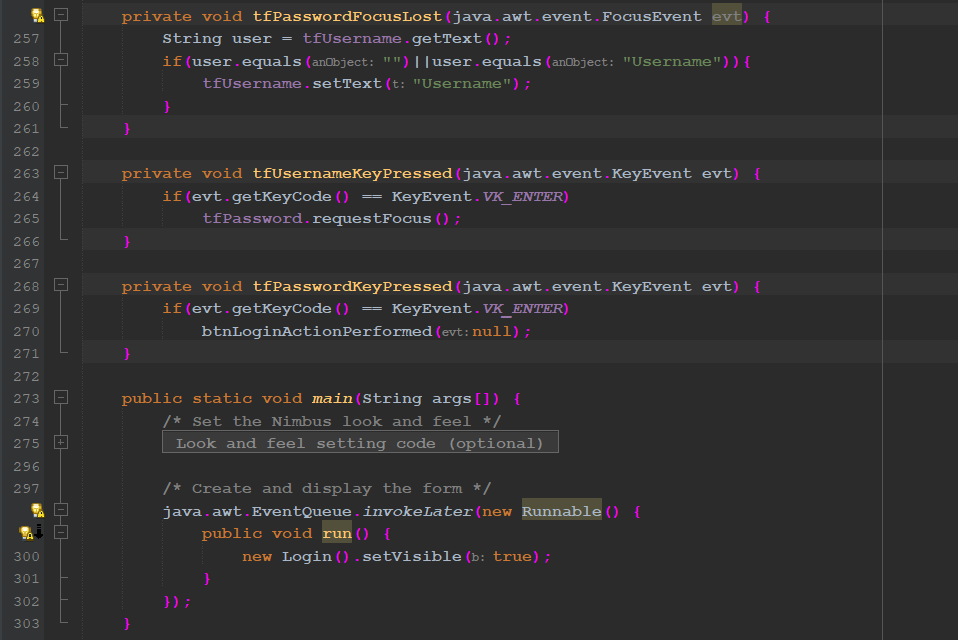 private void tfPasswordFocusLost(java.awt.event.FocusEvent evt) {
257 String user = tfUsername.getText();
258 if(user.equals(anObject: "")||user.equals(anObject: "Username")){
259 tfUsername.setText(t: "Username");
260 }
261 }
262
263 private void tfUsernameKeyPressed(java.awt.event.KeyEvent evt) {
264 if(evt.getKeyCode() == KeyEvent.VK_ENTER)
265 tfPassword.requestFocus();
266 }
267
268 private void tfPasswordKeyPressed(java.awt.event.KeyEvent evt) {
269 if(evt.getKeyCode() == KeyEvent.VK_ENTER)
270 btnLoginActionPerformed(evt: null);
271 }
272
273 public static void main(String args[]) {
274 /* Set the Nimbus look and feel */
275 Look and feel setting code (optional)
296
297 /* Create and display the form */
java.awt.EventQueue.invokeLater(new Runnable() {
public void run() {
300 new Login().setVisible(b: true);
301 }
302 });
303 }